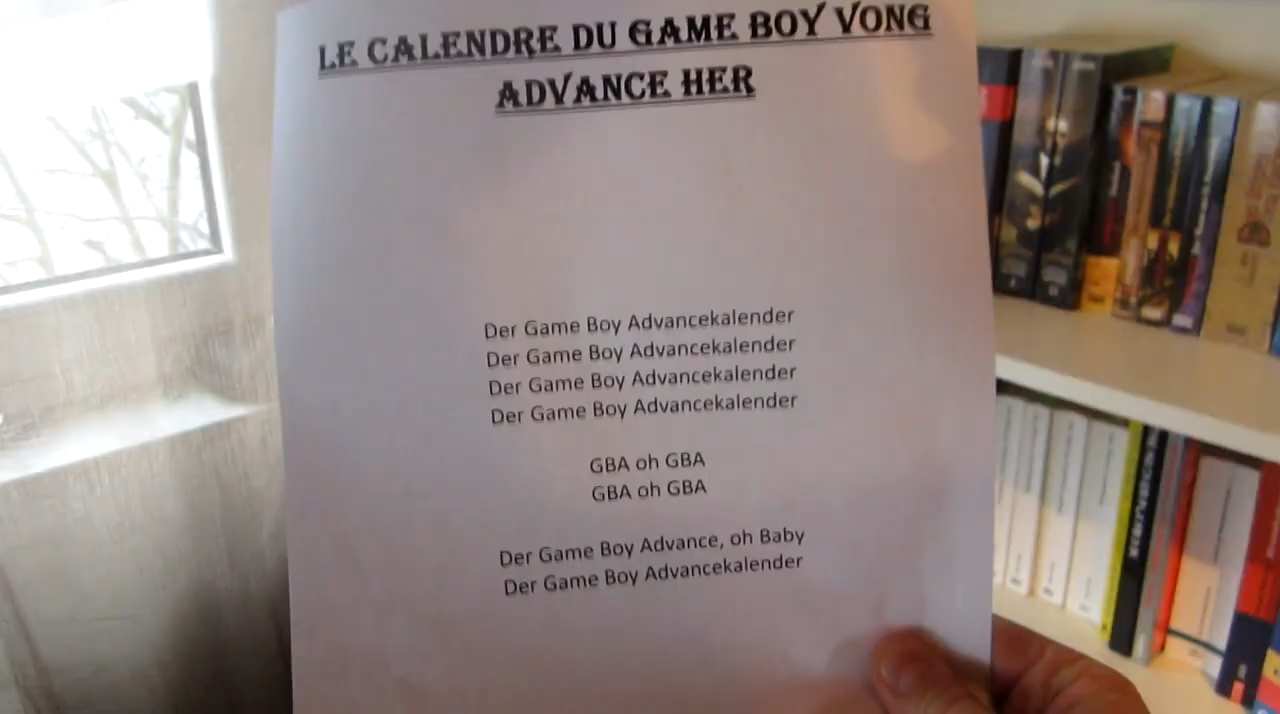 LE CALENDRE DU GAME BOY VONG
ADVANCE HER
Der Game Boy Advancekalender
Der Game Boy Advancekalender
Der Game Boy Advancekalender
Der Game Boy Advancekalender
GBA oh GBA
GBA oh GBA
Der Game Boy Advance, oh Baby
Der Game Boy Advancekalender